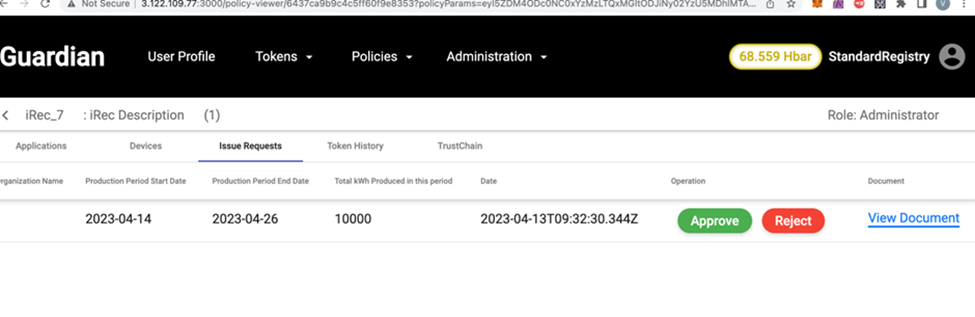 Not Secure | 3.122.109.77:3000/policy-viewer/6437ca9b9c4c5ff60f9e8353?policyParams=eyI5ZDM4ODc0NC0xYzMzLTQxMGItODJiNy02YzU5MDhlMTA... V
Guardian User Profile Tokens Policies Administration 68.559 Hbar StandardRegistry
iRec_7 : iRec Description (1) Role: Administrator
Applications Devices Issue Requests Token History TrustChain
Organization Name Production Period Start Date Production Period End Date Total kWh Produced in this period Date Operation Document
2023-04-14 2023-04-26 10000 2023-04-13T09:32:30.344Z Approve Reject View Document